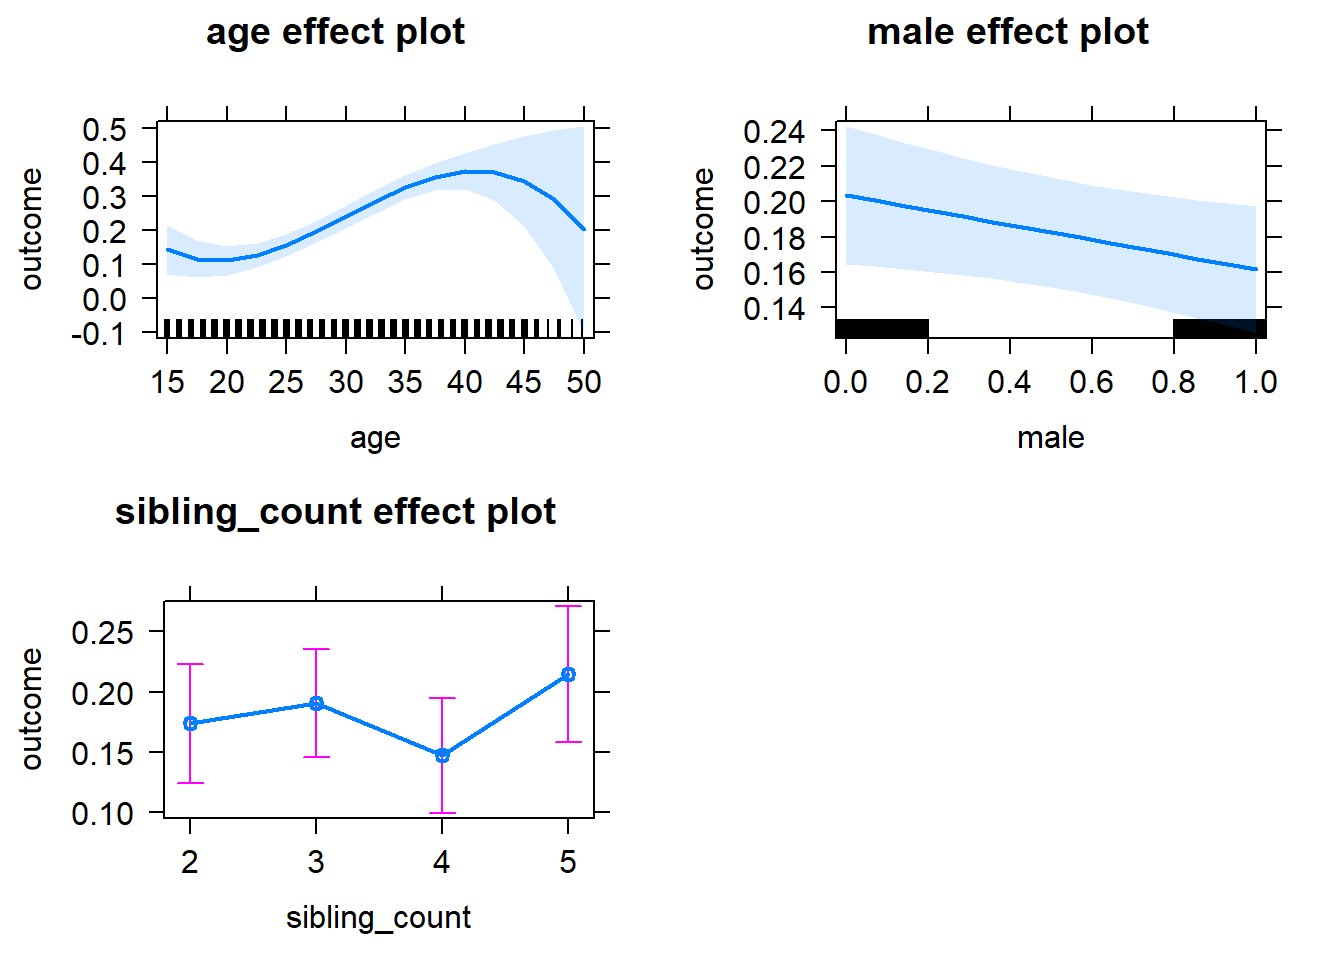 age effect plot
outcome
0.5
0.4
0.3
0.2
0.1
0.0
-0.1
15 20 25 30 35 40 45 50
age
male effect plot
outcome
0.24
0.22
0.20
0.18
0.16
0.14
0.0 0.2 0.4 0.6 0.8 1.0
male
sibling_count effect plot
outcome
0.25
0.20
0.15
0.10
2 3 4 5
sibling_count